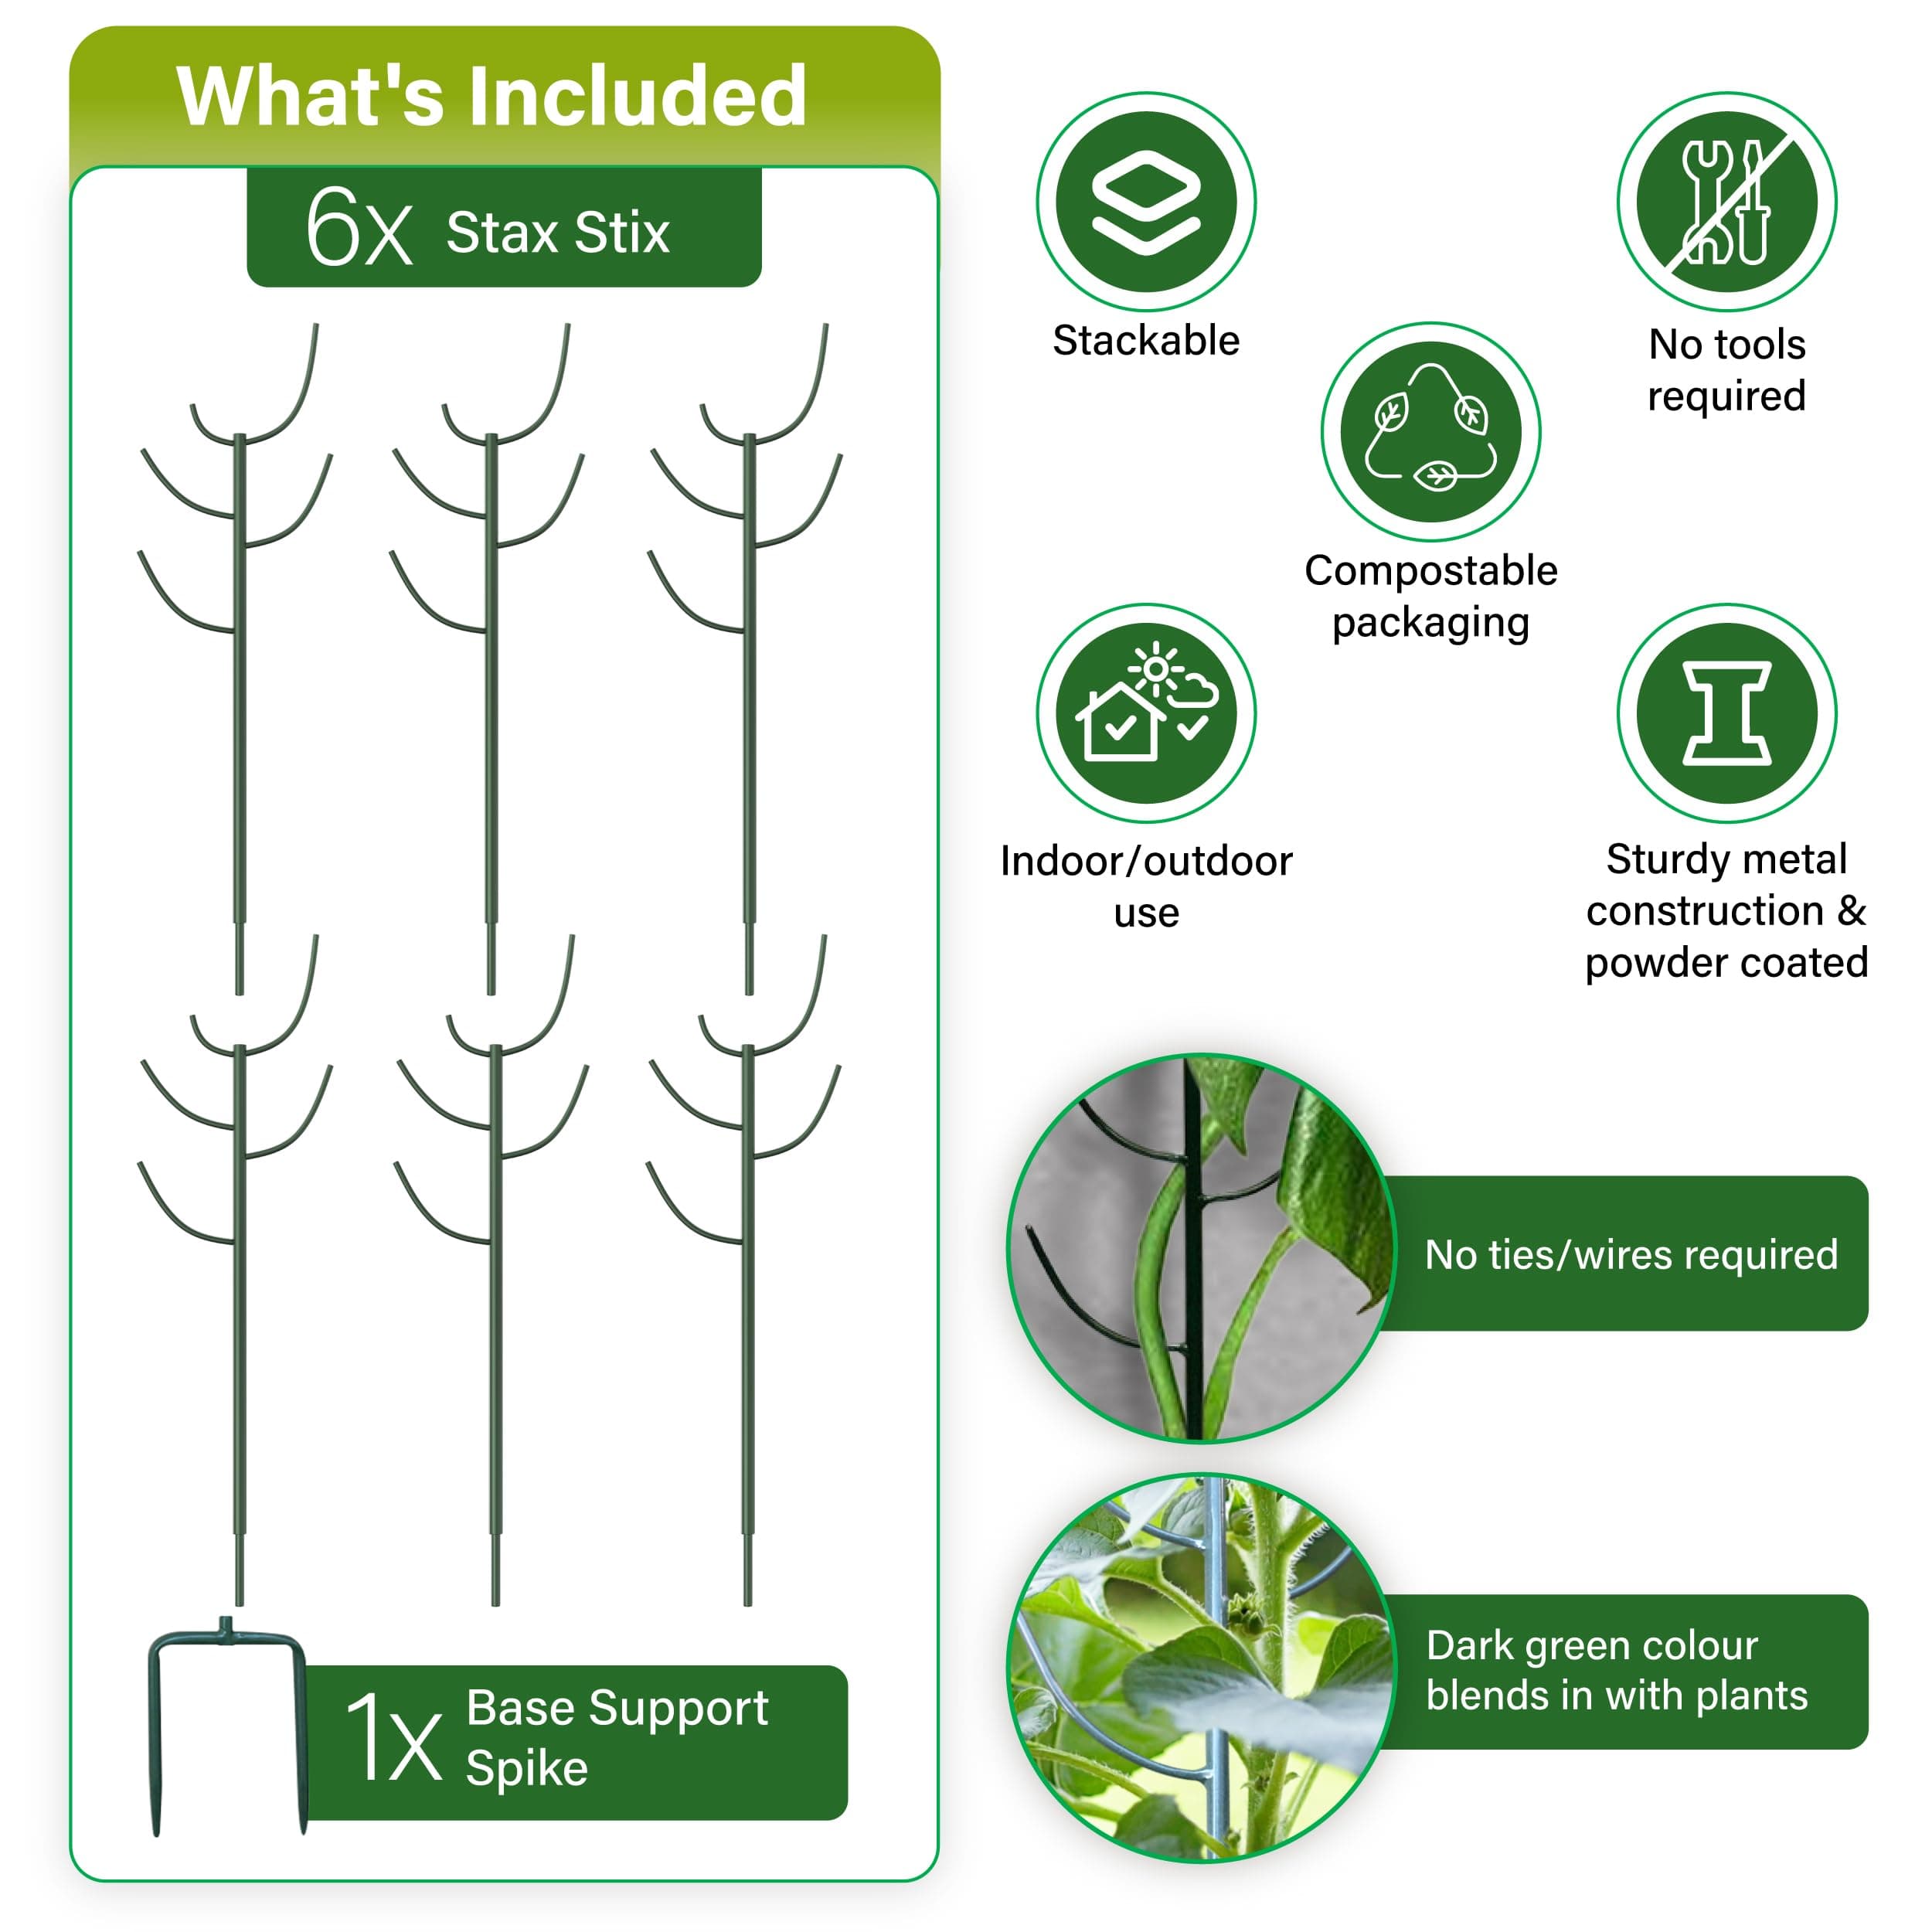 What's Included
6x Stax Stix
1x Base Support
Spike
Stackable
No tools
required
Compostable
packaging
Indoor/outdoor
use
Sturdy metal
construction &
powder coated
No ties/wires required
Dark green colour
blends in with plants